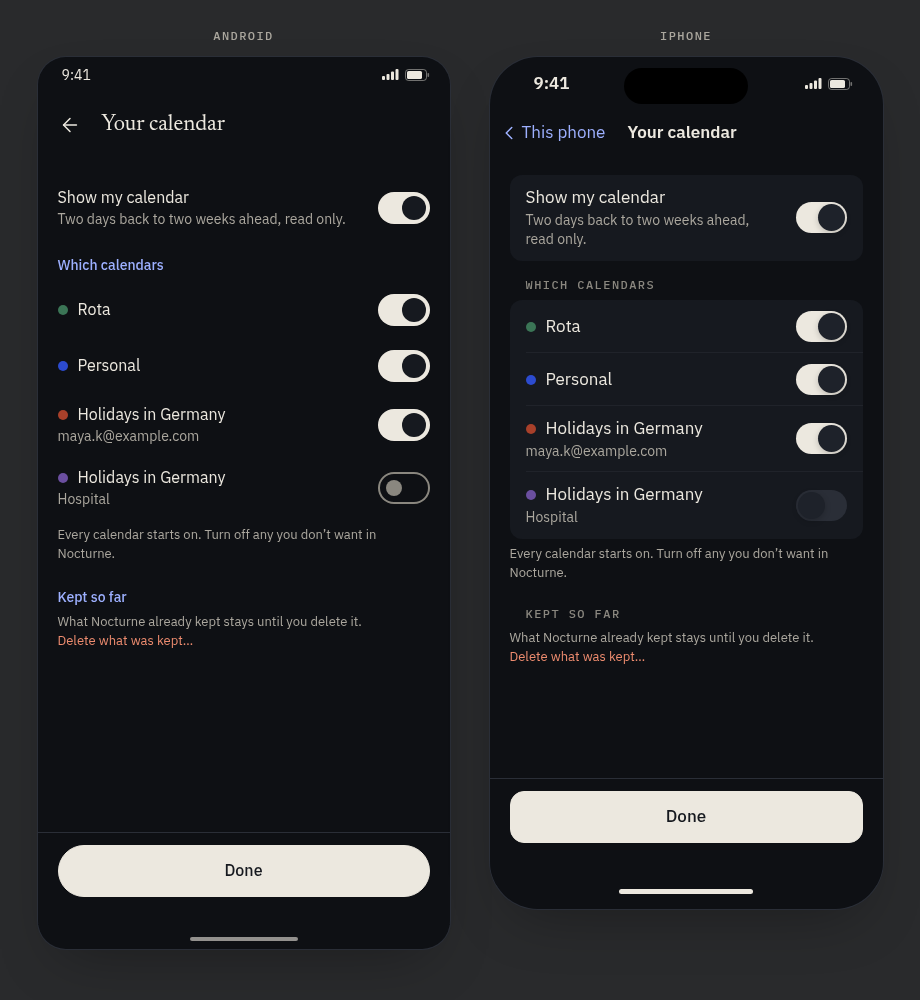 ANDROID
9:41
Your calendar
Show my calendar
Two days back to two weeks ahead, read only.
Which calendars
Rota
Personal
Holidays in Germany
maya.k@example.com
Holidays in Germany
Hospital
Every calendar starts on. Turn off any you don’t want in
Nocturne.
Kept so far
What Nocturne already kept stays until you delete it.
Delete what was kept…
Done
IPHONE
9:41
This phone
Your calendar
Show my calendar
Two days back to two weeks ahead,
read only.
WHICH CALENDARS
Rota
Personal
Holidays in Germany
maya.k@example.com
Holidays in Germany
Hospital
Every calendar starts on. Turn off any you don’t want in
Nocturne.
KEPT SO FAR
What Nocturne already kept stays until you delete it.
Delete what was kept…
Done